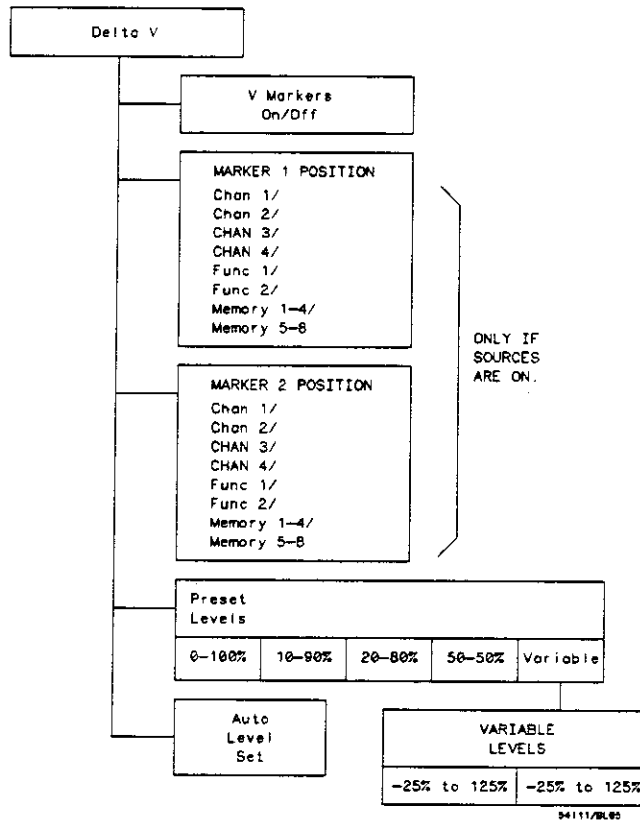 Delta V
V Markers
On/Off
MARKER 1 POSITION
Chan 1/
Chan 2/
CHAN 3/
CHAN 4/
Func 1/
Func 2/
Memory 1-4/
Memory 5-8
ONLY IF
SOURCES
ARE ON.
MARKER 2 POSITION
Chan 1/
Chan 2/
CHAN 3/
CHAN 4/
Func 1/
Func 2/
Memory 1-4/
Memory 5-8
Preset
Levels
0-100% 10-90% 20-80% 50-50% Variable
Auto
Level
Set
VARIABLE
LEVELS
-25% to 125% -25% to 125%
54111/BL05